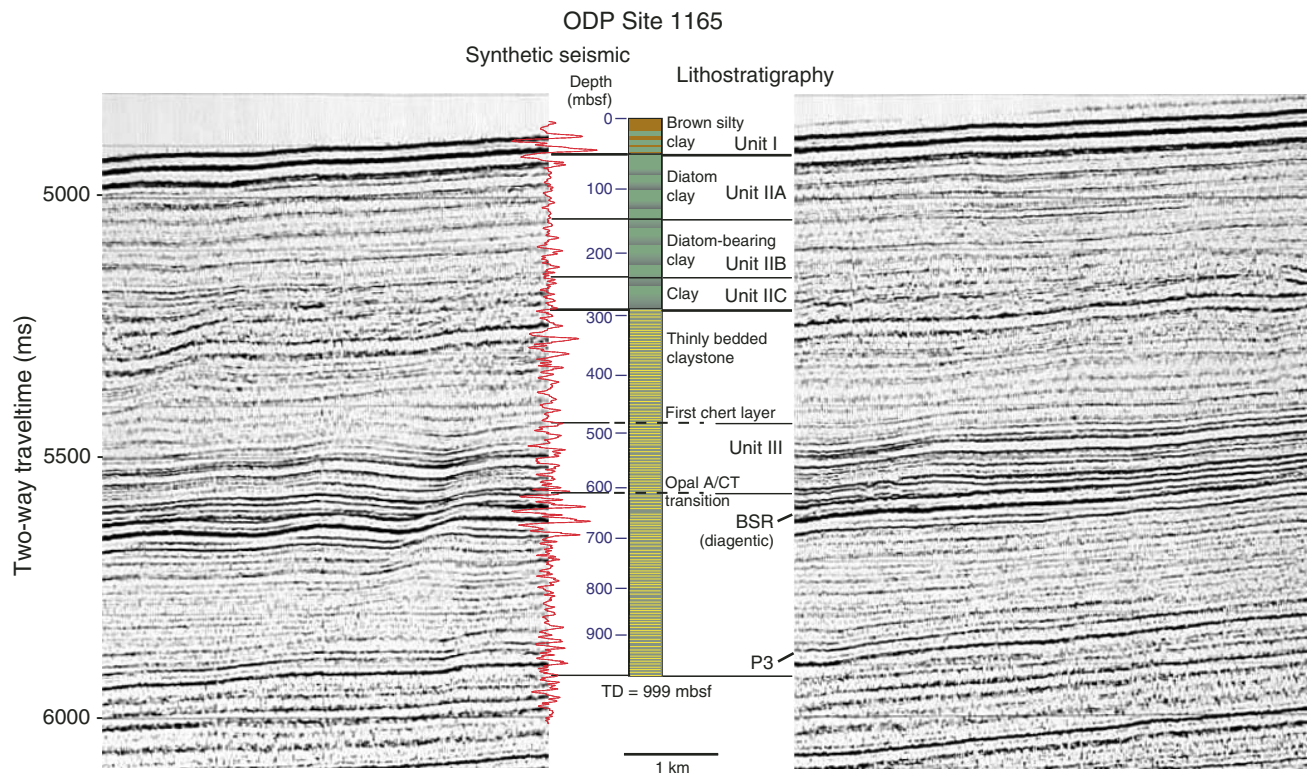 ODP Site 1165
Synthetic seismic
Depth
(mbsf)
Lithostratigraphy
0
Brown silty
clay
Unit I
100
Diatom
clay
Unit IIA
200
Diatom-bearing
clay
Unit IIB
Clay
Unit IIC
300
Thinly bedded
claystone
400
First chert layer
500
Unit III
600
Opal A/CT
transition
BSR
(diagentic)
700
800
900
P3
TD = 999 mbsf
1 km
Two-way traveltime (ms)
5000
5500
6000